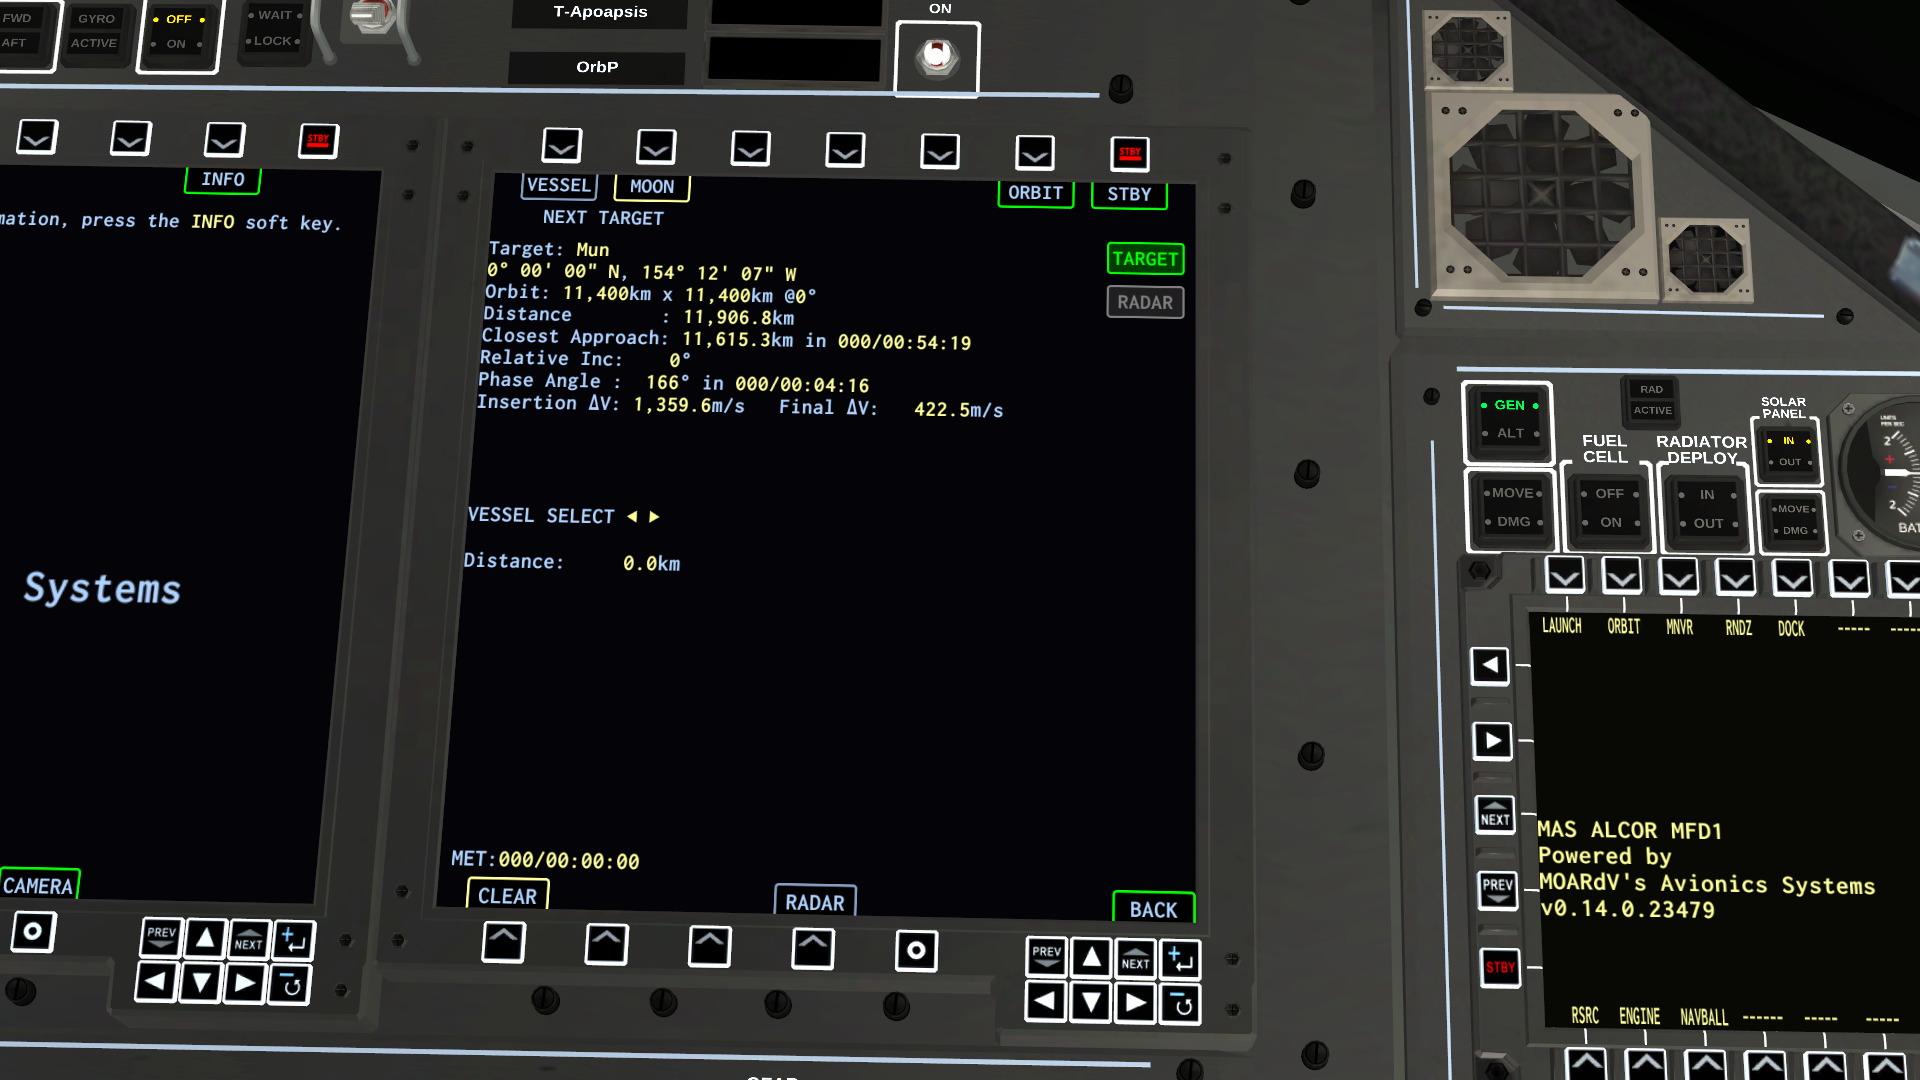 FWD
AFT
GYRO
ACTIVE
OFF
ON
WAIT
LOCK
T-Apoapsis
OrbP
ON
STBY
STBY
INFO
mation, press the INFO soft key.
Systems
CAMERA
PREV
NEXT
VESSEL
MOON
ORBIT
STBY
NEXT TARGET
Target: Mun
0° 00' 00" N, 154° 12' 07" W
Orbit: 11,400km x 11,400km @0°
Distance : 11,906.8km
Closest Approach: 11,615.3km in 000/00:54:19
Relative Inc: 0°
Phase Angle : 166° in 000/00:04:16
Insertion ΔV: 1,359.6m/s Final ΔV: 422.5m/s
TARGET
RADAR
VESSEL SELECT ◄ ►
Distance: 0.0km
MET:000/00:00:00
CLEAR
RADAR
BACK
PREV
NEXT
GEN
ALT
MOVE
DMG
RAD
ACTIVE
FUEL
CELL
OFF
ON
RADIATOR
DEPLOY
IN
OUT
SOLAR
PANEL
IN
OUT
MOVE
DMG
2
+
-
2
BAT
LAUNCH ORBIT MNVR RNDZ DOCK ----- -----
NEXT
PREV
STBY
MAS ALCOR MFD1
Powered by
MOARdV's Avionics Systems
v0.14.0.23479
RSRC ENGINE NAVBALL ------ ----- -----